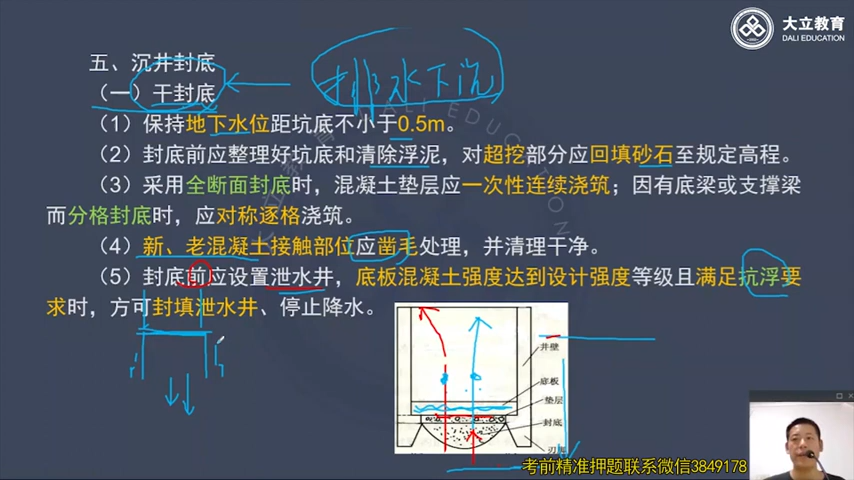 大立教育
DALI EDUCATION
五、沉井封底
（一）干封底
排水下沉
（1）保持地下水位距坑底不小于0.5m。
（2）封底前应整理好坑底和清除浮泥，对超挖部分应回填砂石至规定高程。
（3）采用全断面封底时，混凝土垫层应一次性连续浇筑；因有底梁或支撑梁
而分格封底时，应对称逐格浇筑。
（4）新、老混凝土接触部位应凿毛处理，并清理干净。
（5）封底前应设置泄水井，底板混凝土强度达到设计强度等级且满足抗浮要
求时，方可封填泄水井、停止降水。
井壁
底板
垫层
封底
考前精准押题联系微信3849178